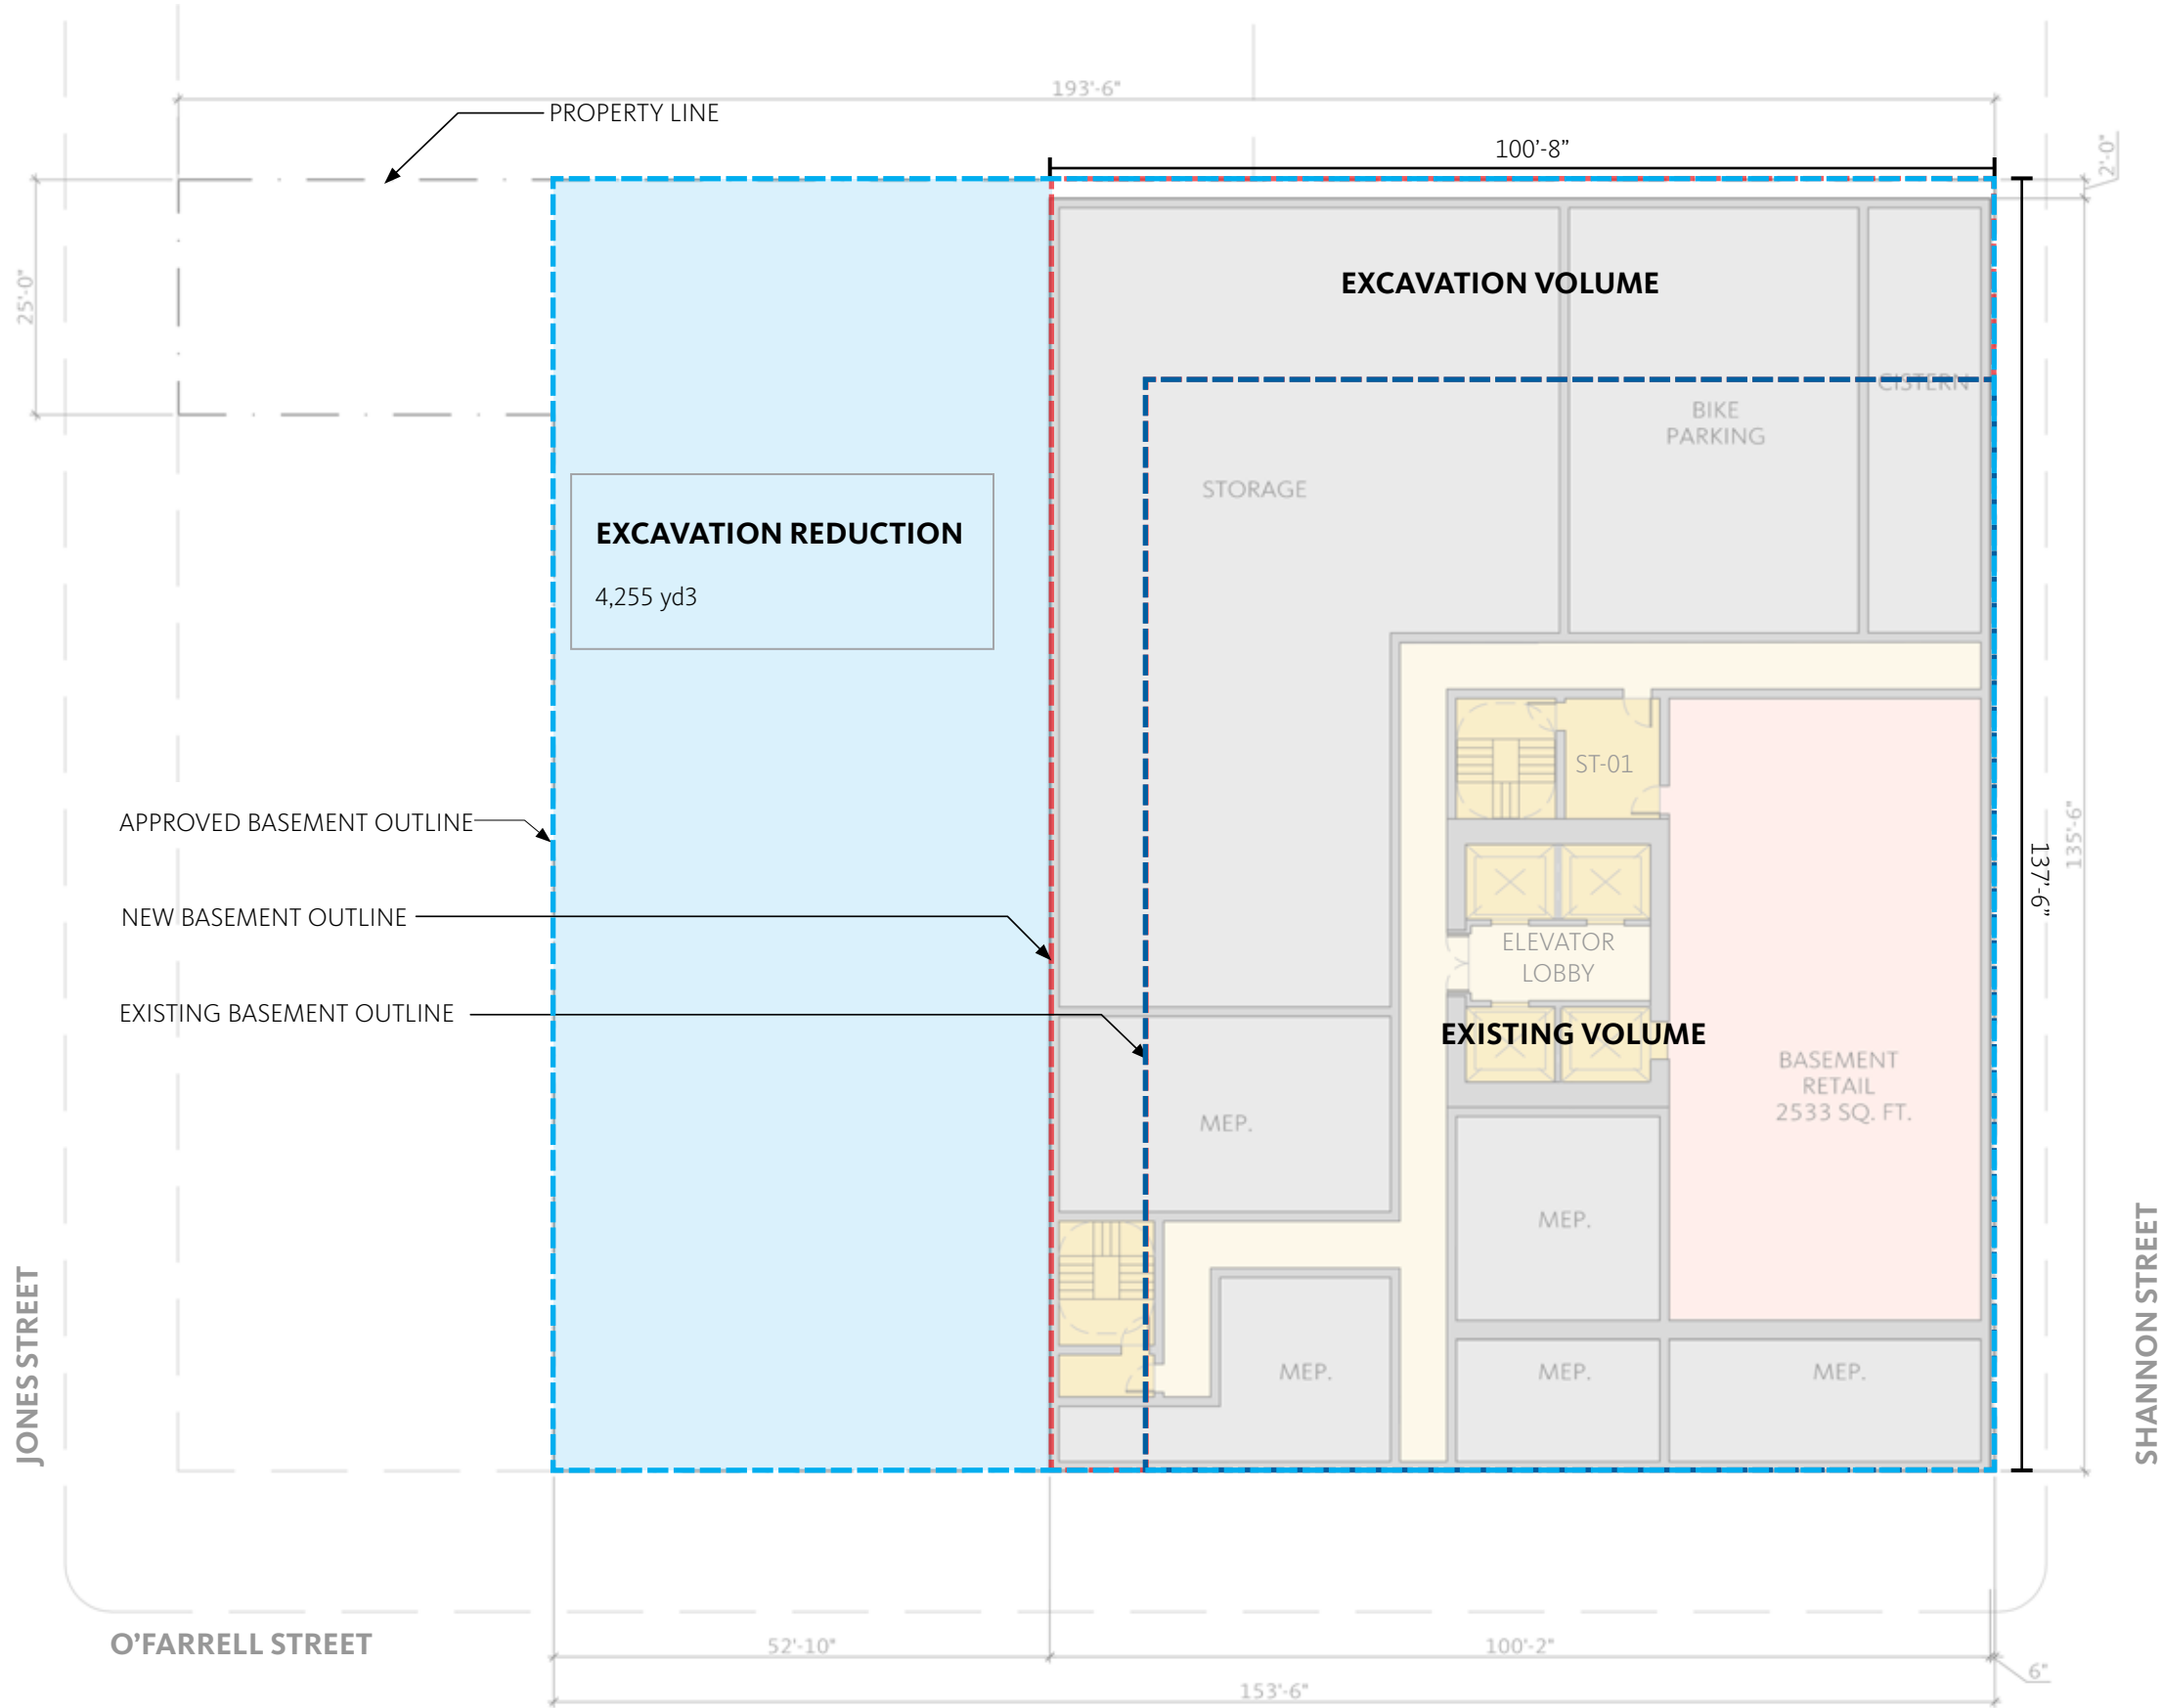 193'-6"
PROPERTY LINE
100'-8"
2'-0"
25'-0"
EXCAVATION VOLUME
CISTERN
BIKE
PARKING
STORAGE
EXCAVATION REDUCTION
4,255 yd3
ST-01
APPROVED BASEMENT OUTLINE
135'-6"
137'-6"
NEW BASEMENT OUTLINE
ELEVATOR
LOBBY
EXISTING BASEMENT OUTLINE
EXISTING VOLUME
BASEMENT
RETAIL
2533 SQ. FT.
MEP.
MEP.
MEP.
MEP.
MEP.
JONES STREET
SHANNON STREET
O'FARRELL STREET
52'-10"
100'-2"
6"
153'-6"